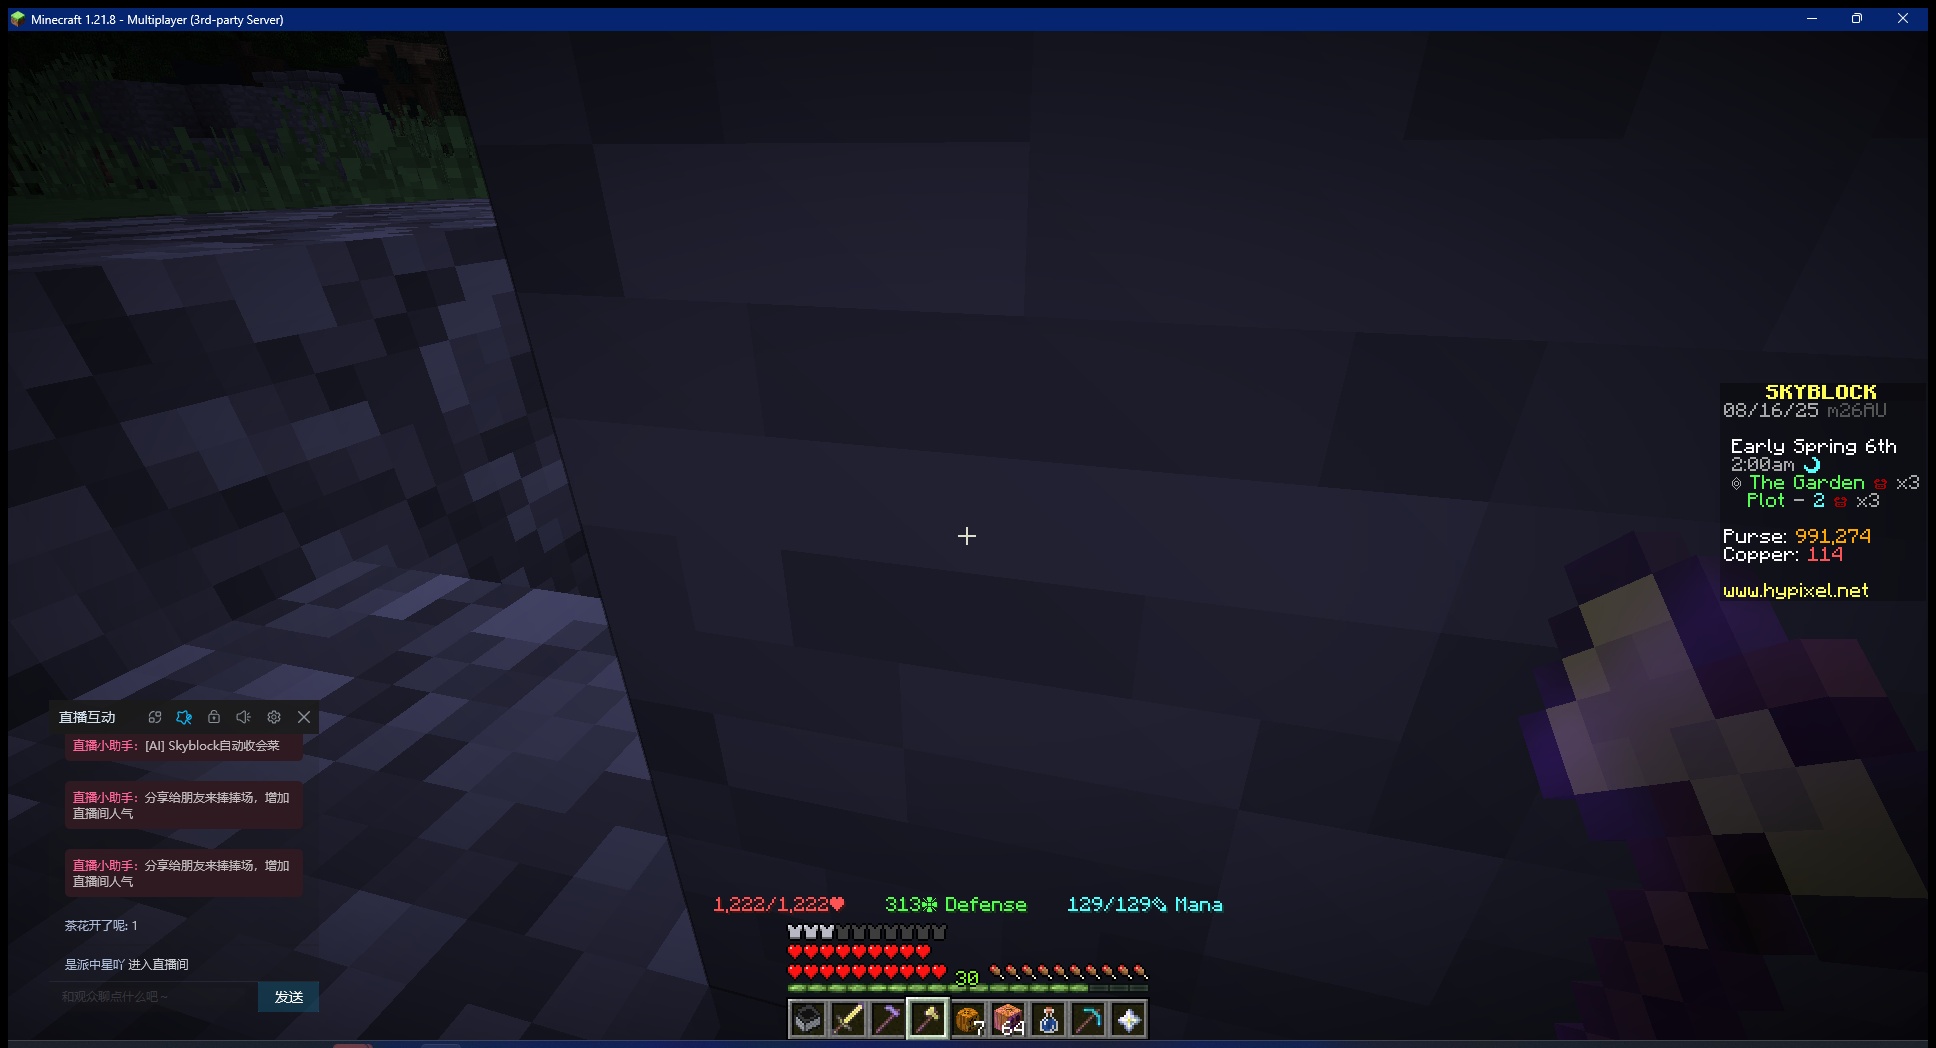 Minecraft 1.21.8 - Multiplayer (3rd-party Server)
SKYBLOCK
08/16/25 m26AU
Early Spring 6th
2:00am
The Garden x3
Plot - 2 x3
Purse: 991,274
Copper: 114
www.hypixel.net
直播互动
直播小助手: [AI] Skyblock自动收会菜
直播小助手: 分享给朋友来捧捧场，增加
直播间人气
直播小助手: 分享给朋友来捧捧场，增加
直播间人气
茶花开了呢: 1
是派中星吖 进入直播间
和观众聊点什么吧~
发送
1,222/1,222❤ 313 Defense 129/129 Mana
30
7 64